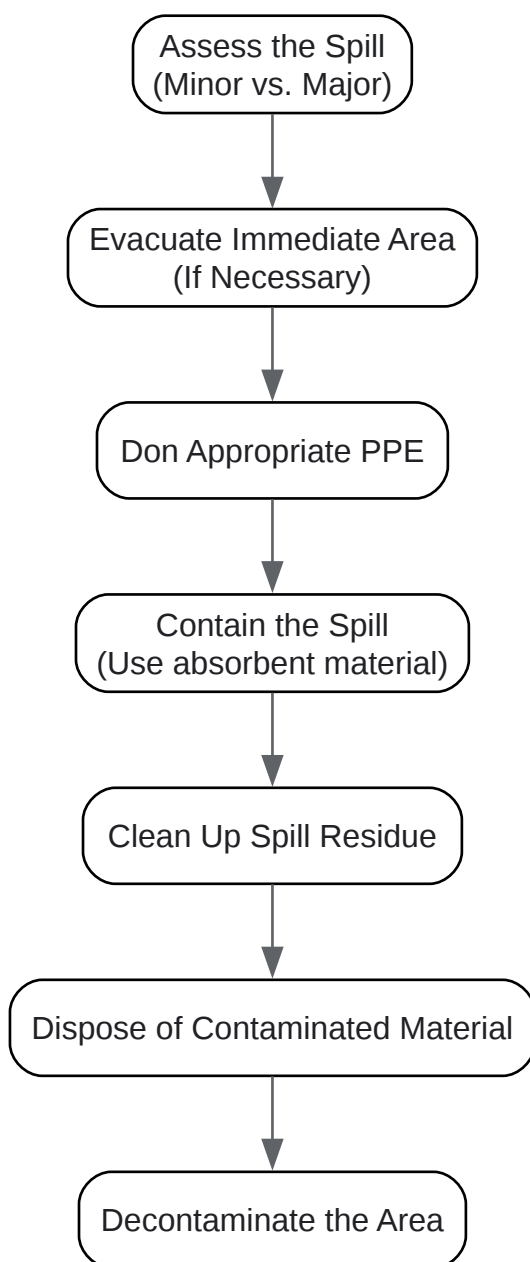 Assess the Spill
(Minor vs. Major)
Evacuate Immediate Area
(If Necessary)
Don Appropriate PPE
Contain the Spill
(Use absorbent material)
Clean Up Spill Residue
Dispose of Contaminated Material
Decontaminate the Area